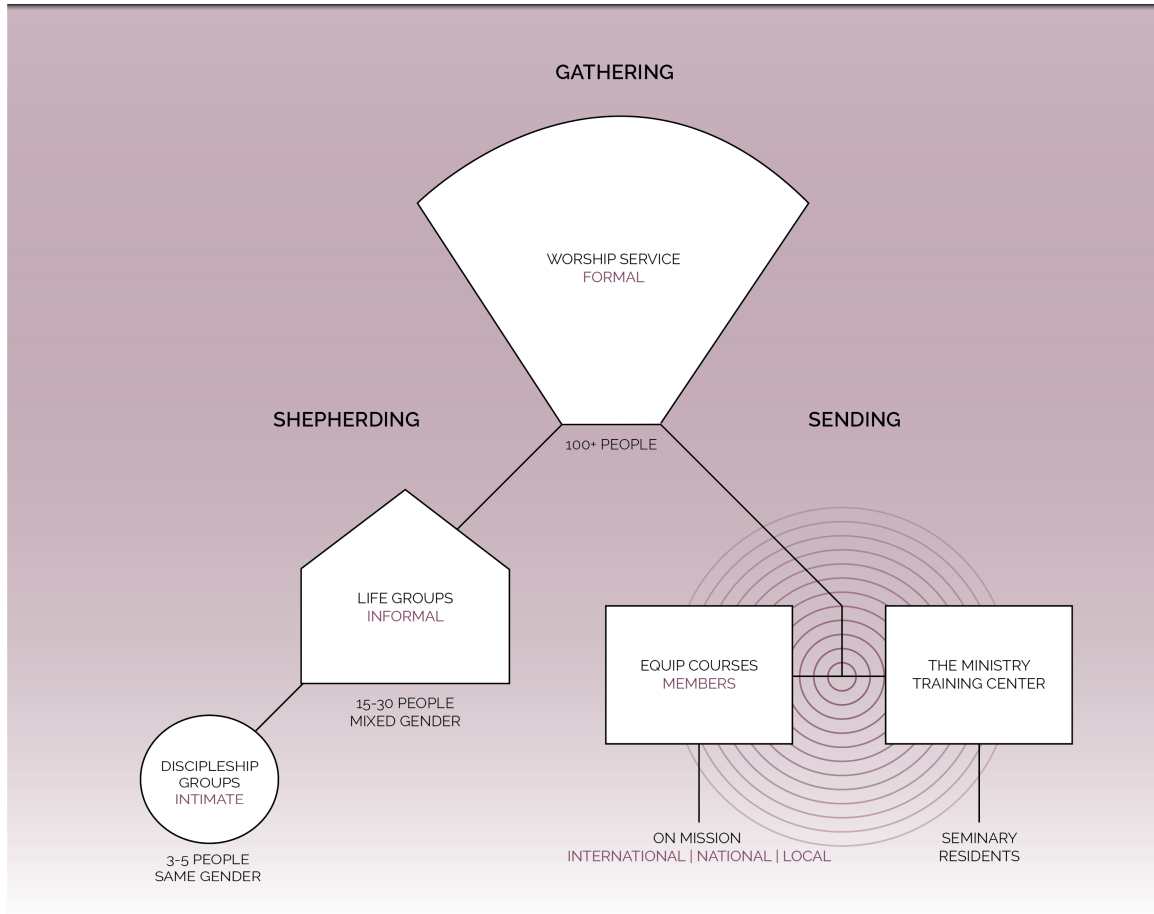 GATHERING
WORSHIP SERVICE
FORMAL
100+ PEOPLE
SHEPHERDING
LIFE GROUPS
INFORMAL
15-30 PEOPLE
MIXED GENDER
DISCIPLESHIP
GROUPS
INTIMATE
3-5 PEOPLE
SAME GENDER
SENDING
EQUIP COURSES
MEMBERS
ON MISSION
INTERNATIONAL | NATIONAL | LOCAL
THE MINISTRY
TRAINING CENTER
SEMINARY
RESIDENTS